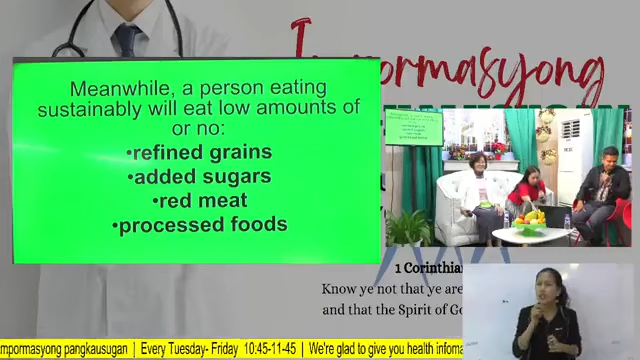 Impormasyong
Meanwhile, a person eating
sustainably will eat low amounts of
or no:
•refined grains
•added sugars
•red meat
•processed foods
1 Corinthia
Know ye not that ye are
and that the Spirit of Go
mpormasyong pangkausugan | Every Tuesday- Friday 10:45-11-45 | We're glad to give you health informa